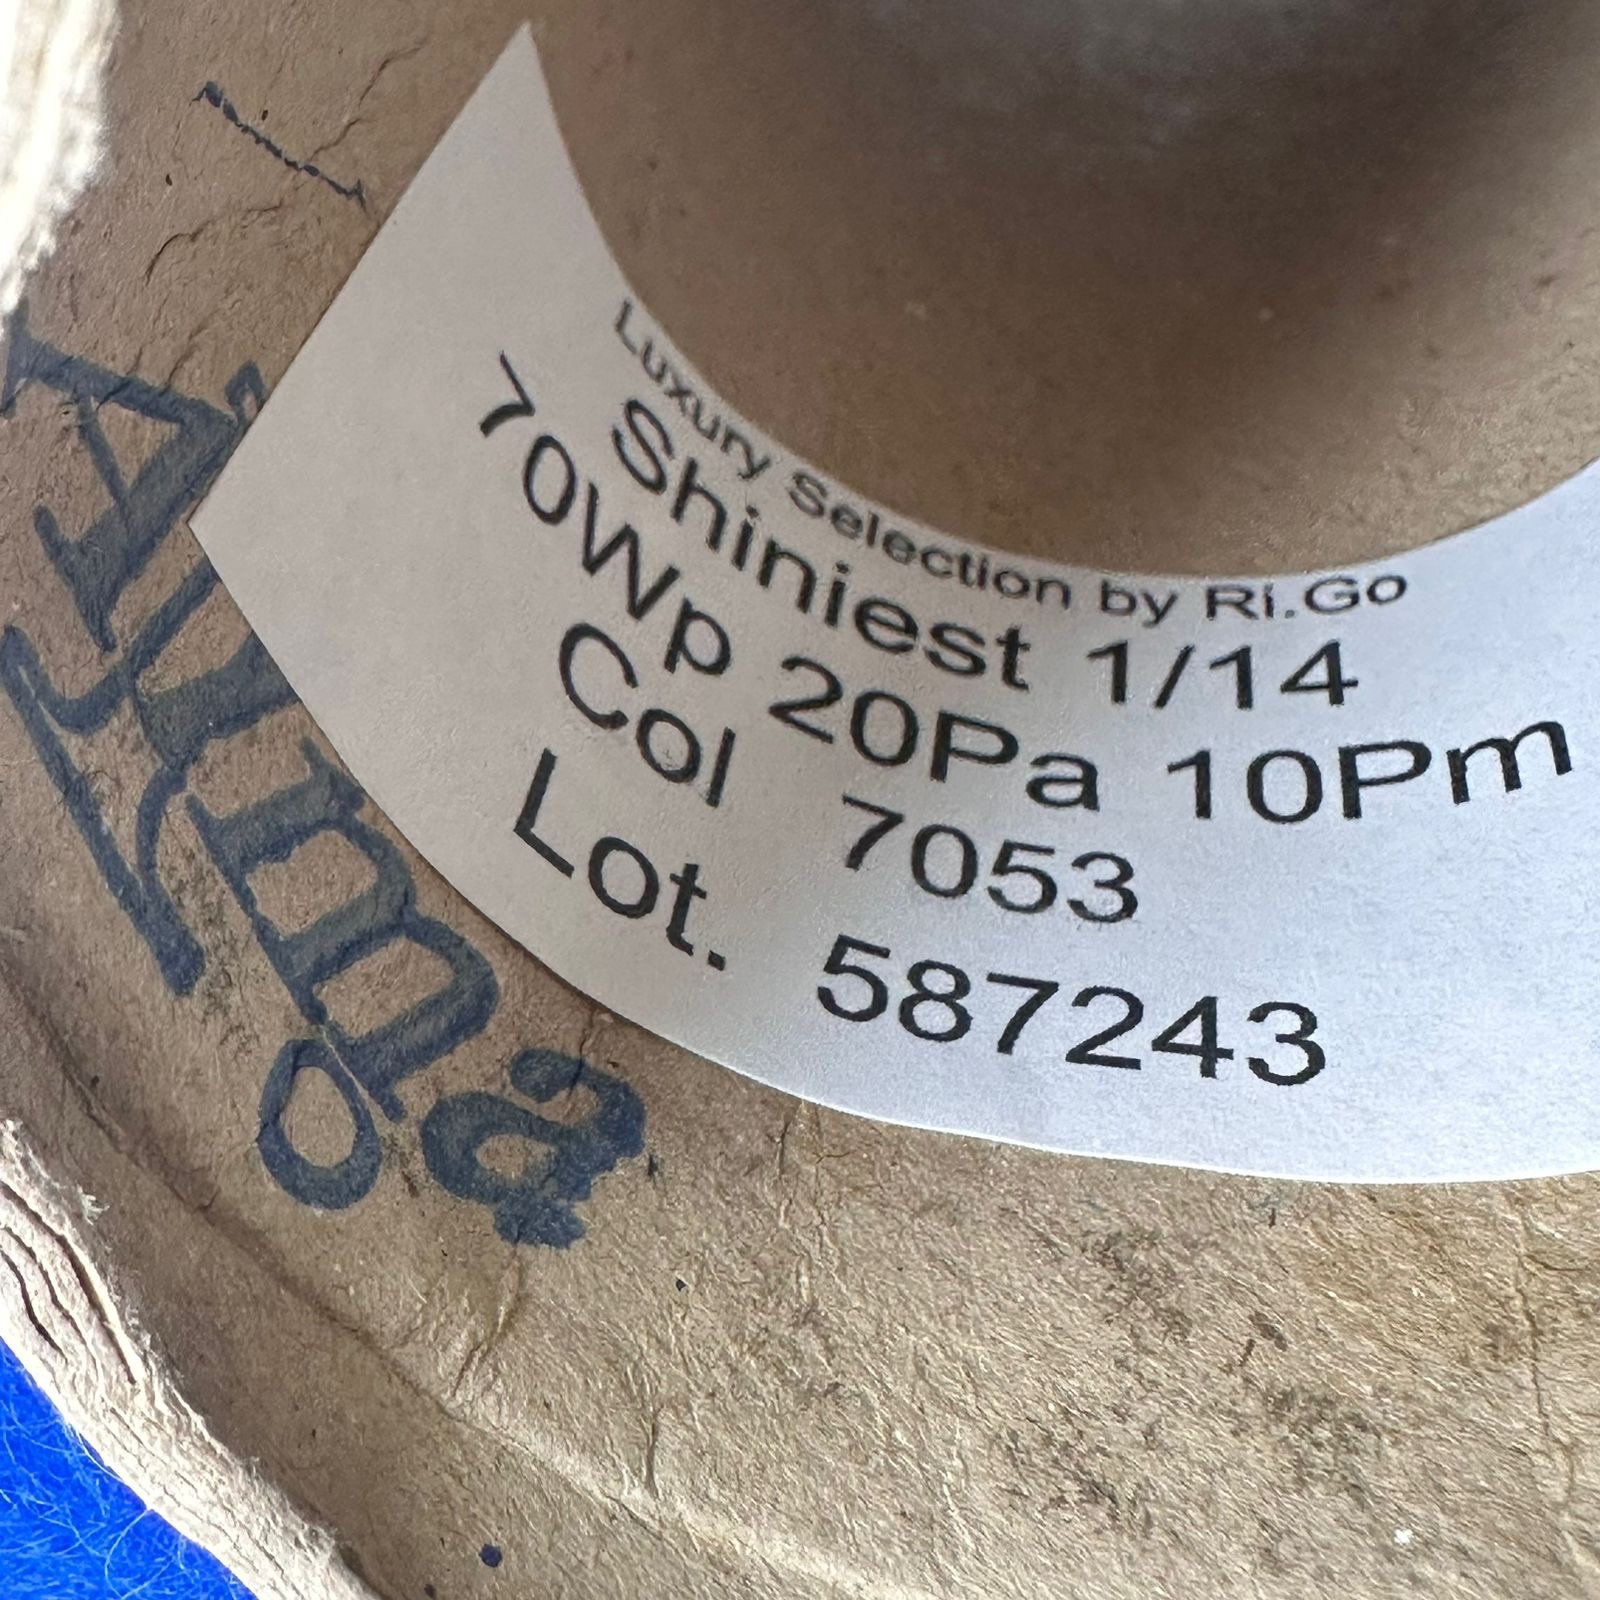 Luxury Selection by Ri.Go
Shiniest 1/14
70Wp 20Pa 10Pm
Col 7053
Lot. 587243